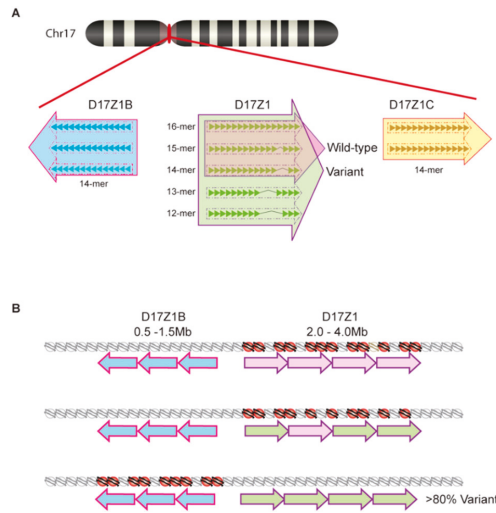 A
Chr17
D17Z1B
D17Z1
D17Z1C
16-mer
15-mer
14-mer
13-mer
12-mer
Wild-type
Variant
14-mer
14-mer
B
D17Z1B
0.5 -1.5Mb
D17Z1
2.0 - 4.0Mb
>80% Variant